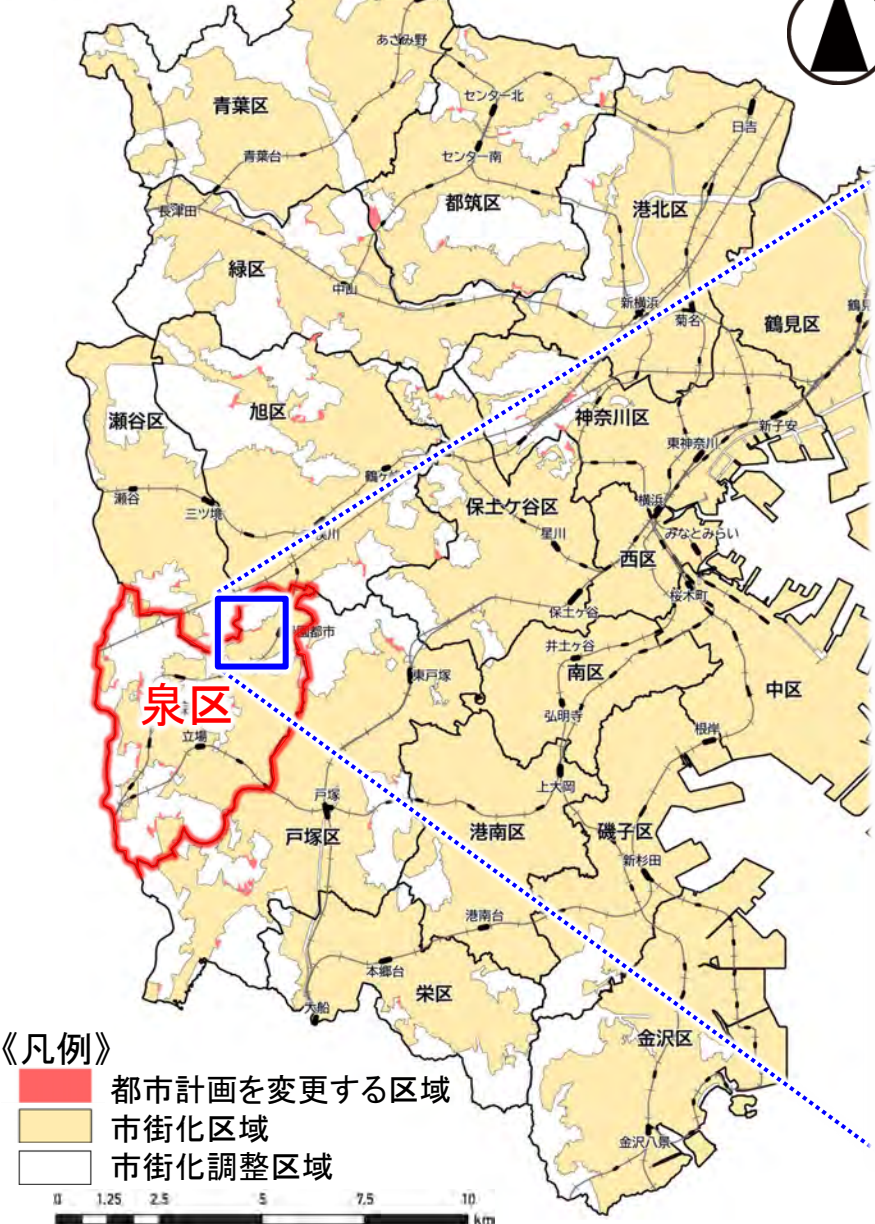 あざみ野
青葉区
センター北
日吉
青葉台
センター南
都筑区
港北区
長津田
緑区
中山
新横浜
菊名
鶴見
鶴見区
瀬谷区
旭区
神奈川区
新子安
東神奈川
鶴ヶ峰
瀬谷
三ツ境
保土ケ谷区
横浜
星川
みなとみらい
西区
桜木町
保土ヶ谷
井土ヶ谷
東戸塚
南区
中区
泉区
弘明寺
根岸
立場
上大岡
戸塚
戸塚区
港南区
磯子区
新杉田
港南台
本郷台
栄区
大船
金沢区
金沢八景
《凡例》
都市計画を変更する区域
市街化区域
市街化調整区域
0 1.25 2.5 5 7.5 10
km